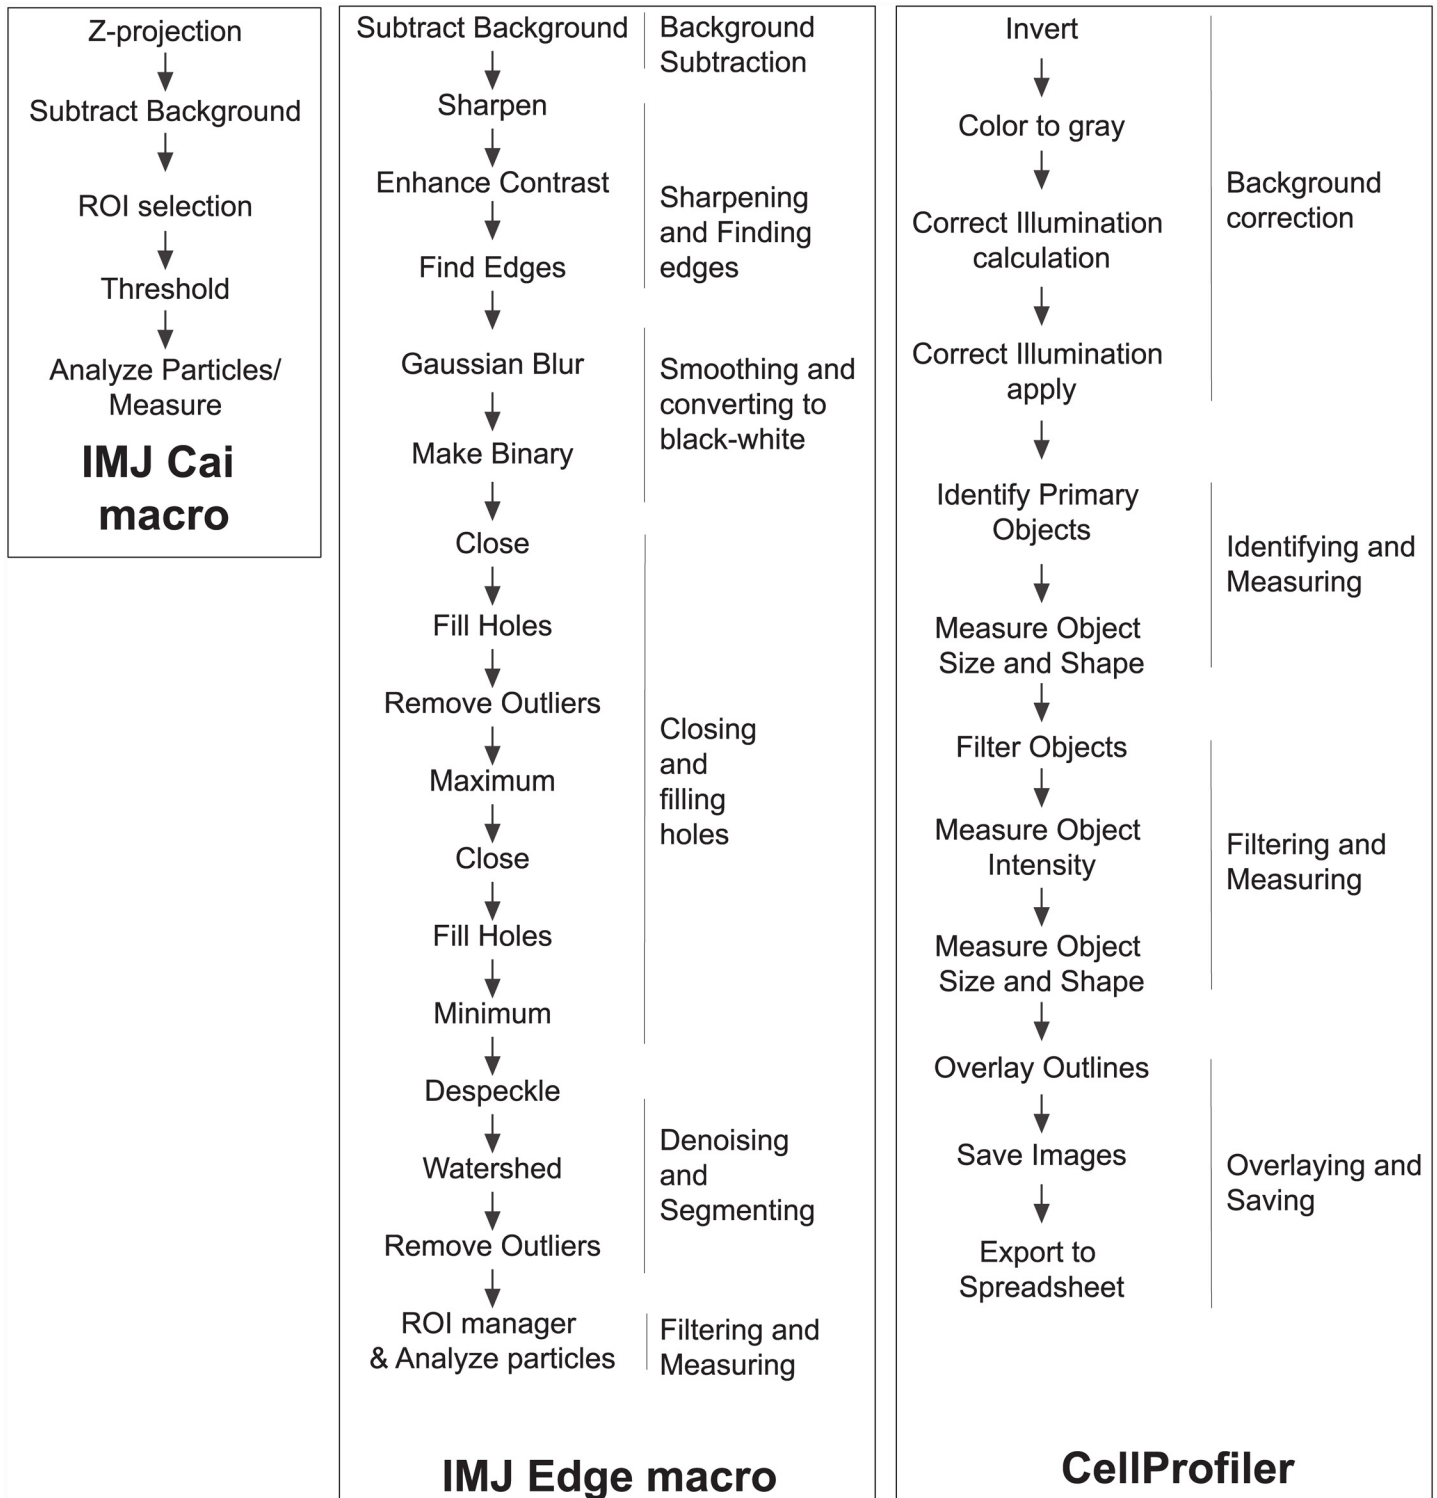 Z-projection
Subtract Background
ROI selection
Threshold
Analyze Particles/
Measure
IMJ Cai
macro
Subtract Background
Background
Subtraction
Sharpen
Enhance Contrast
Find Edges
Sharpening
and Finding
edges
Gaussian Blur
Make Binary
Smoothing and
converting to
black-white
Close
Fill Holes
Remove Outliers
Maximum
Close
Fill Holes
Minimum
Closing
and
filling
holes
Despeckle
Watershed
Remove Outliers
Denoising
and
Segmenting
ROI manager
& Analyze particles
Filtering and
Measuring
IMJ Edge macro
Invert
Color to gray
Correct Illumination
calculation
Correct Illumination
apply
Background
correction
Identify Primary
Objects
Measure Object
Size and Shape
Identifying and
Measuring
Filter Objects
Measure Object
Intensity
Measure Object
Size and Shape
Filtering and
Measuring
Overlay Outlines
Save Images
Export to
Spreadsheet
Overlaying and
Saving
CellProfiler